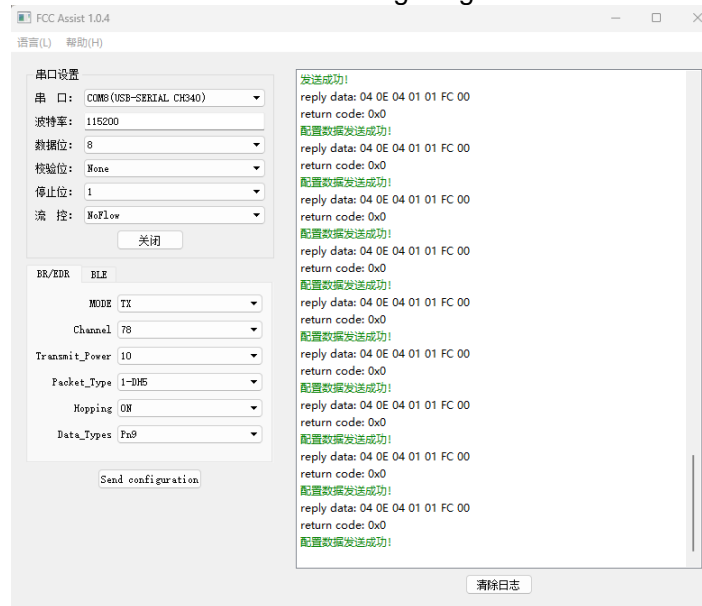 FCC Assist 1.0.4
语言(L) 帮助(H)
串口设置
串 口: COM8(USB-SERIAL CH340)
波特率: 115200
数据位: 8
校验位: None
停止位: 1
流 控: NoFlow
关闭
BR/EDR BLE
MODE TX
Channel 78
Transmit_Power 10
Packet_Type 1-DH5
Hopping ON
Data_Types Pn9
Send configuration
发送成功!
reply data: 04 0E 04 01 01 FC 00
return code: 0x0
配置数据发送成功!
reply data: 04 0E 04 01 01 FC 00
return code: 0x0
配置数据发送成功!
reply data: 04 0E 04 01 01 FC 00
return code: 0x0
配置数据发送成功!
reply data: 04 0E 04 01 01 FC 00
return code: 0x0
配置数据发送成功!
reply data: 04 0E 04 01 01 FC 00
return code: 0x0
配置数据发送成功!
reply data: 04 0E 04 01 01 FC 00
return code: 0x0
配置数据发送成功!
reply data: 04 0E 04 01 01 FC 00
return code: 0x0
配置数据发送成功!
reply data: 04 0E 04 01 01 FC 00
return code: 0x0
配置数据发送成功!
reply data: 04 0E 04 01 01 FC 00
return code: 0x0
配置数据发送成功!
清除日志